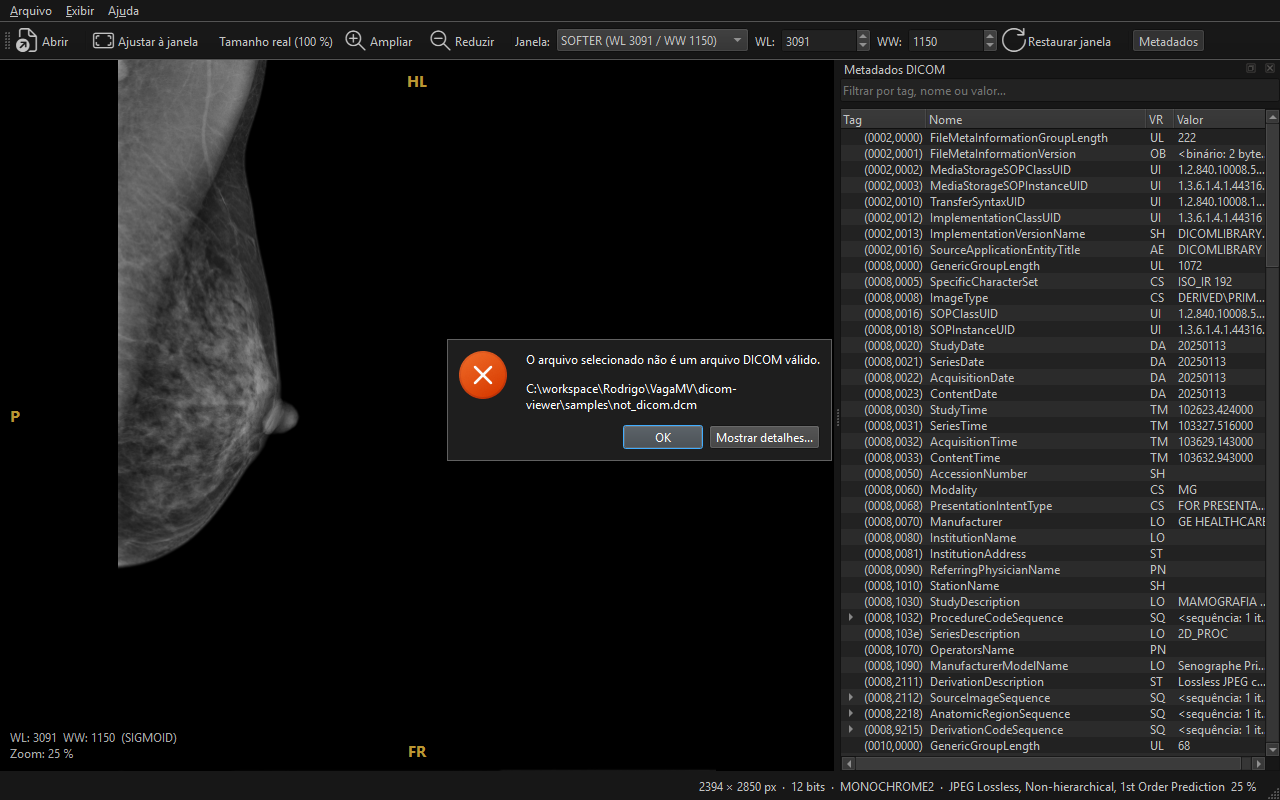 Arquivo Exibir Ajuda
Abrir Ajustar à janela Tamanho real (100 %) Ampliar Reduzir Janela: SOFTER (WL 3091 / WW 1150) WL: 3091 WW: 1150 Restaurar janela Metadados
HL
P
FR
WL: 3091 WW: 1150 (SIGMOID)
Zoom: 25 %
O arquivo selecionado não é um arquivo DICOM válido.
C:\workspace\Rodrigo\VagaMV\dicom-
viewer\samples\not_dicom.dcm
OK Mostrar detalhes...
Metadados DICOM
Filtrar por tag, nome ou valor...
Tag Nome VR Valor
(0002,0000) FileMetaInformationGroupLength UL 222
(0002,0001) FileMetaInformationVersion OB <binário: 2 byte...
(0002,0002) MediaStorageSOPClassUID UI 1.2.840.10008.5...
(0002,0003) MediaStorageSOPInstanceUID UI 1.3.6.1.4.1.44316.
(0002,0010) TransferSyntaxUID UI 1.2.840.10008.1...
(0002,0012) ImplementationClassUID UI 1.3.6.1.4.1.44316
(0002,0013) ImplementationVersionName SH DICOMLIBRARY.
(0002,0016) SourceApplicationEntityTitle AE DICOMLIBRARY
(0008,0000) GenericGroupLength UL 1072
(0008,0005) SpecificCharacterSet CS ISO_IR 192
(0008,0008) ImageType CS DERIVED\PRIM...
(0008,0016) SOPClassUID UI 1.2.840.10008.5...
(0008,0018) SOPInstanceUID UI 1.3.6.1.4.1.44316.
(0008,0020) StudyDate DA 20250113
(0008,0021) SeriesDate DA 20250113
(0008,0022) AcquisitionDate DA 20250113
(0008,0023) ContentDate DA 20250113
(0008,0030) StudyTime TM 102623.424000
(0008,0031) SeriesTime TM 103327.516000
(0008,0032) AcquisitionTime TM 103629.143000
(0008,0033) ContentTime TM 103632.943000
(0008,0050) AccessionNumber SH
(0008,0060) Modality CS MG
(0008,0068) PresentationIntentType CS FOR PRESENTA...
(0008,0070) Manufacturer LO GE HEALTHCARE
(0008,0080) InstitutionName LO
(0008,0081) InstitutionAddress ST
(0008,0090) ReferringPhysicianName PN
(0008,1010) StationName SH
(0008,1030) StudyDescription LO MAMOGRAFIA ...
(0008,1032) ProcedureCodeSequence SQ <sequência: 1 it...
(0008,103e) SeriesDescription LO 2D_PROC
(0008,1070) OperatorsName PN
(0008,1090) ManufacturerModelName LO Senographe Pri...
(0008,2111) DerivationDescription ST Lossless JPEG c...
(0008,2112) SourceImageSequence SQ <sequência: 1 it...
(0008,2218) AnatomicRegionSequence SQ <sequência: 1 it...
(0008,9215) DerivationCodeSequence SQ <sequência: 1 it...
(0010,0000) GenericGroupLength UL 68
2394 × 2850 px · 12 bits · MONOCHROME2 · JPEG Lossless, Non-hierarchical, 1st Order Prediction 25 %